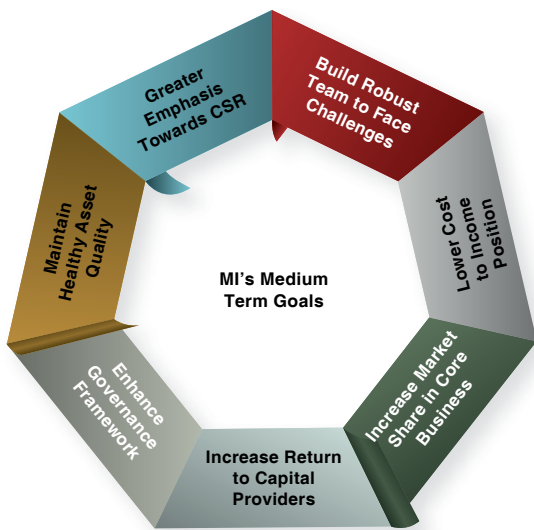 Greater
Emphasis
Towards CSR
Build Robust
Team to Face
Challenges
Lower Cost
to Income
Position
Increase Market
Share in Core
Business
Increase Return
to Capital
Providers
Enhance
Governance
Framework
Maintain
Healthy Asset
Quality
MI's Medium
Term Goals